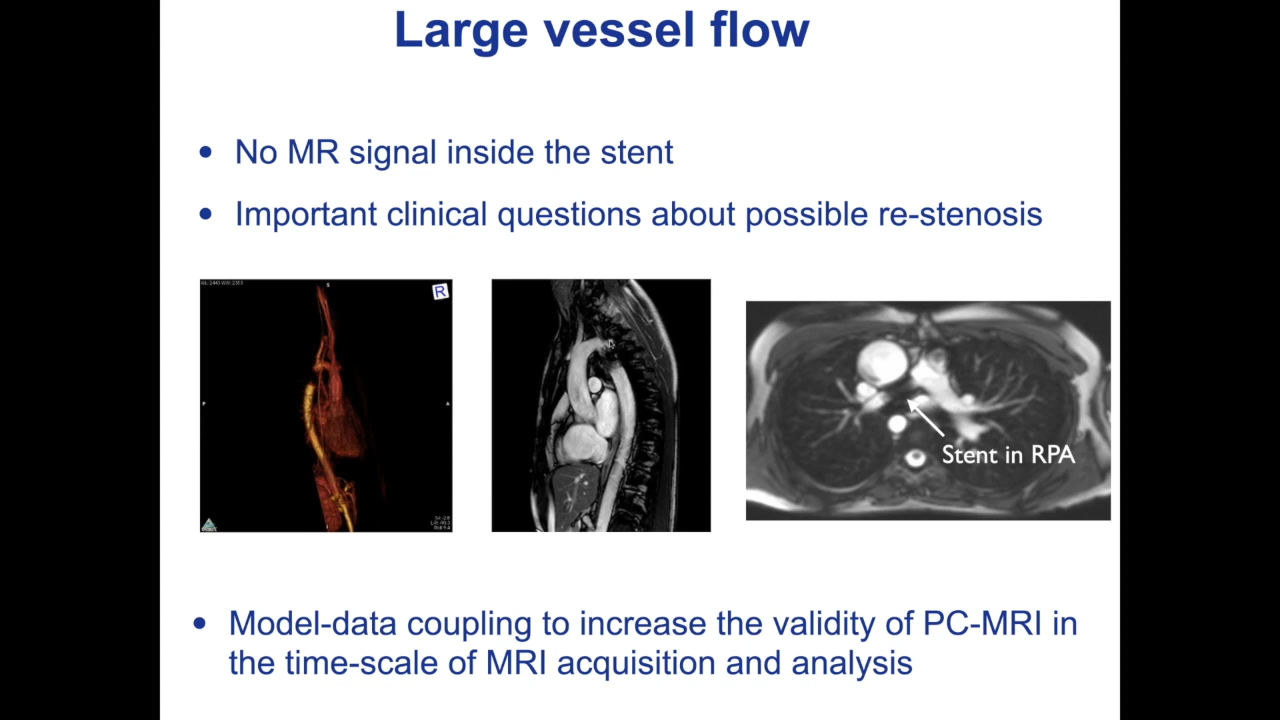 Large vessel flow
• No MR signal inside the stent
• Important clinical questions about possible re-stenosis
R
Stent in RPA
• Model-data coupling to increase the validity of PC-MRI in
the time-scale of MRI acquisition and analysis